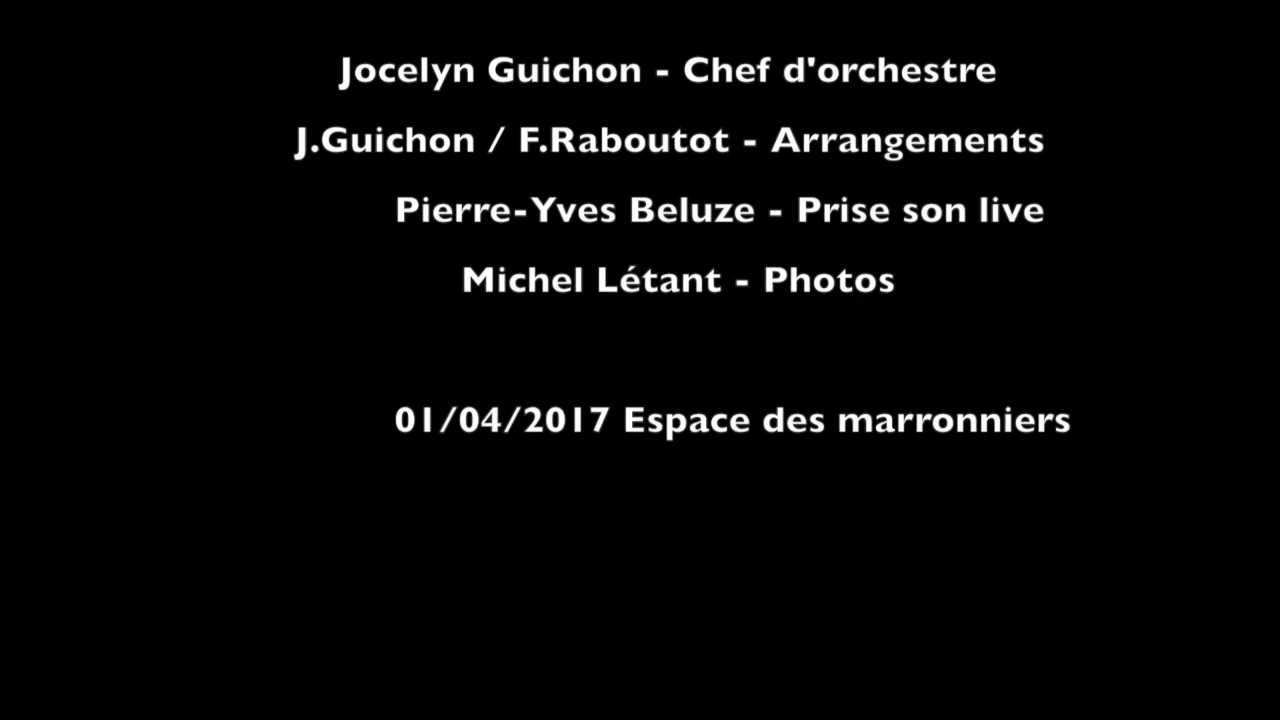 Jocelyn Guichon - Chef d'orchestre
J.Guichon / F.Raboutot - Arrangements
Pierre-Yves Beluze - Prise son live
Michel Létant - Photos
01/04/2017 Espace des marronniers